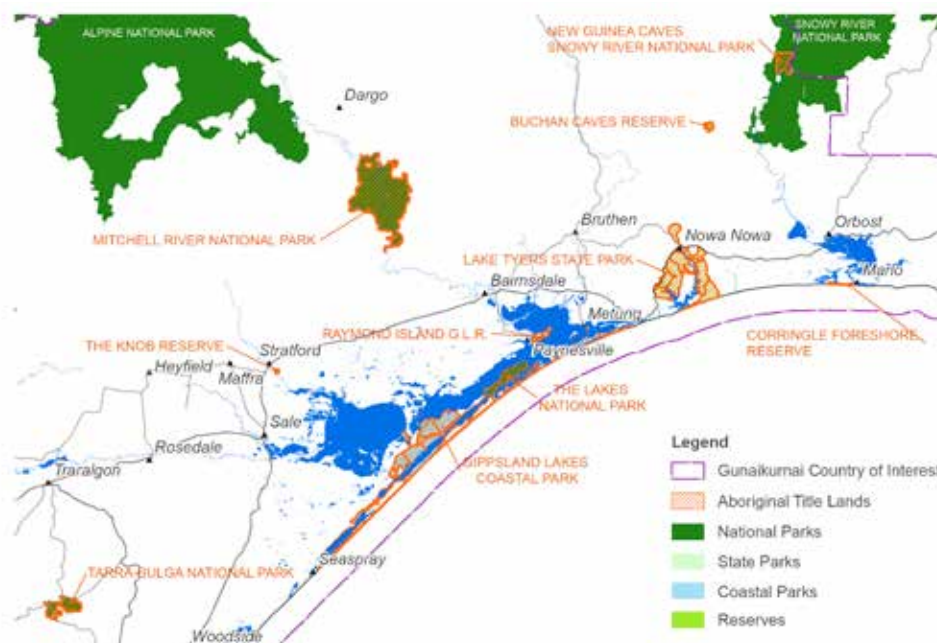 ALPINE NATIONAL PARK
NEW GUINEA CAVES,
SNOWY RIVER NATIONAL PARK
SNOWY RIVER
NATIONAL PARK
Dargo
BUCHAN CAVES RESERVE
MITCHELL RIVER NATIONAL PARK
Bruthen
Nowa Nowa
Orbost
LAKE TYERS STATE PARK
Marlo
Bairnsdale
RAYMOND ISLAND G.L.R.
Metung
CORRINGLE FORESHORE
RESERVE
THE KNOB RESERVE
Stratford
Paynesville
Heyfield
Maffra
THE LAKES
NATIONAL PARK
Sale
Rosedale
GIPPSLAND LAKES
COASTAL PARK
Traralgon
Seaspray
TARRA-BULGA NATIONAL PARK
Woodside
Legend
Gunaikurnai Country of Interest
Aboriginal Title Lands
National Parks
State Parks
Coastal Parks
Reserves